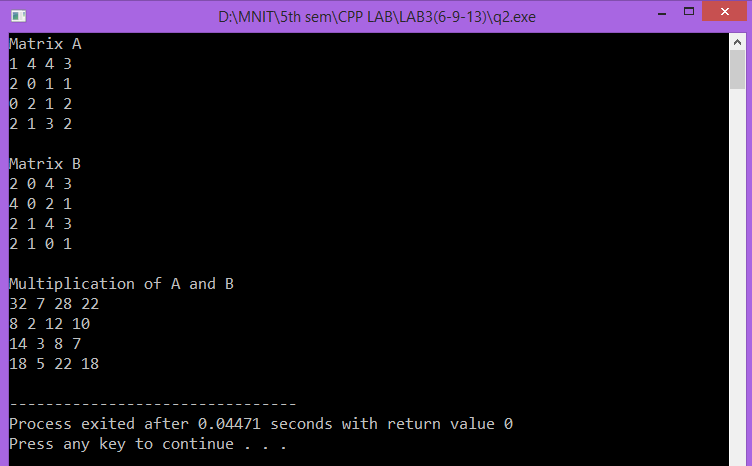 D:\MNIT\5th sem\CPP LAB\LAB3(6-9-13)\q2.exe
Matrix A
1 4 4 3
2 0 1 1
0 2 1 2
2 1 3 2
Matrix B
2 0 4 3
4 0 2 1
2 1 4 3
2 1 0 1
Multiplication of A and B
32 7 28 22
8 2 12 10
14 3 8 7
18 5 22 18
--------------------------------
Process exited after 0.04471 seconds with return value 0
Press any key to continue . . .